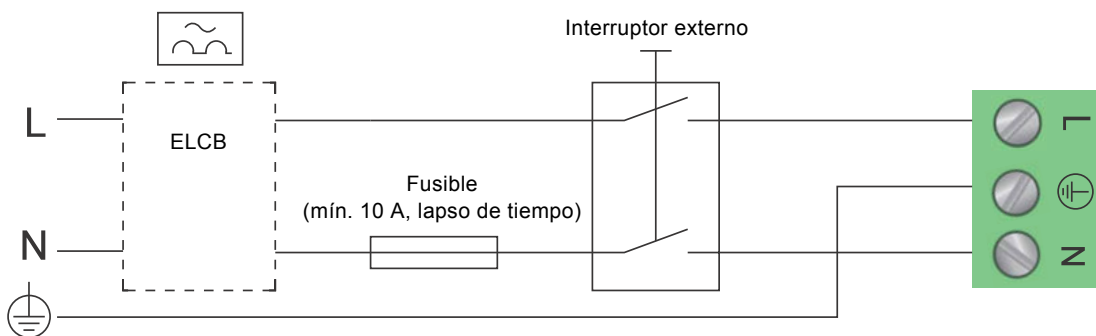 Interruptor externo
L
ELCB
L
Fusible
(mín. 10 A, lapso de tiempo)
N
N